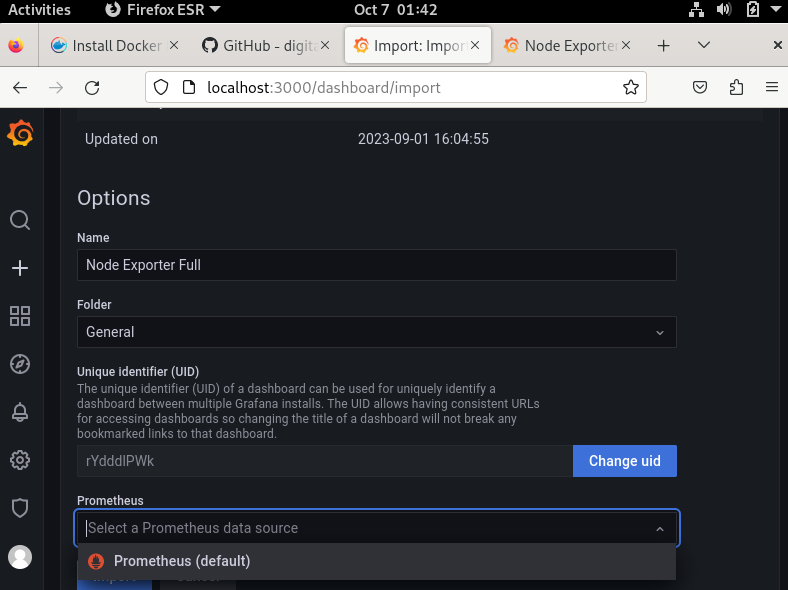 Activities Firefox ESR Oct 7 01:42
Install Docker GitHub - digita Import: Impor Node Exporter
localhost:3000/dashboard/import
Updated on 2023-09-01 16:04:55
Options
Name
Node Exporter Full
Folder
General
Unique identifier (UID)
The unique identifier (UID) of a dashboard can be used for uniquely identify a
dashboard between multiple Grafana installs. The UID allows having consistent URLs
for accessing dashboards so changing the title of a dashboard will not break any
bookmarked links to that dashboard.
rYdddlPWk Change uid
Prometheus
Select a Prometheus data source
Prometheus (default)